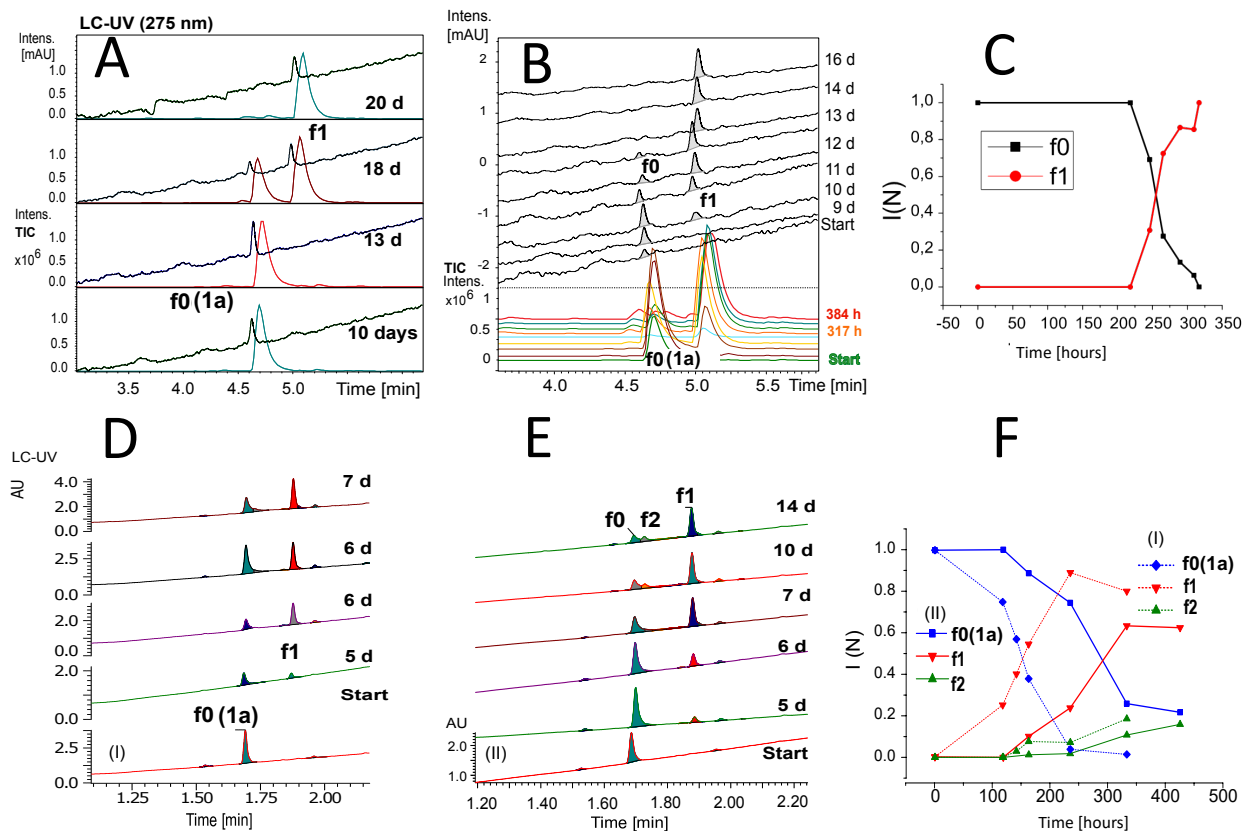 LC-UV (275 nm)
A
Intens.
[mAU]
1.0
0.5
0.0
20 d
f1
1.0
0.5
0.0
18 d
Intens.
TIC
x10⁶
1.0
0.5
0.0
13 d
f0 (1a)
1.0
0.5
0.0
10 days
3.5 4.0 4.5 5.0 Time [min]
B
Intens.
[mAU]
2
1
0
-1
-2
16 d
14 d
13 d
12 d
11 d
10 d
9 d
Start
f0
f1
TIC
Intens.
x10⁶
1
0.5
0
384 h
317 h
Start
f0 (1a)
4.0 4.5 5.0 5.5 Time [min]
C
I(N)
1,0
0,8
0,6
0,4
0,2
0,0
f0
f1
-50 0 50 100 150 200 250 300 350
Time [hours]
D
LC-UV
AU
4.0
2.0
0.0
7 d
2.5
0.0
6 d
2.0
0.0
6 d
f1
2.0
0.0
5 d
Start
f0 (1a)
2.5
0.0
(I)
1.25 1.50 1.75 2.00
Time [min]
E
f1
f0 f2
14 d
10 d
7 d
6 d
5 d
Start
AU
2.0
1.0
(II)
1.20 1.40 1.60 1.80 2.00 2.20
Time [min]
F
I (N)
1.0
0.8
0.6
0.4
0.2
0.0
(I)
f0(1a)
f1
f2
(II)
f0(1a)
f1
f2
0 100 200 300 400 500
Time [hours]